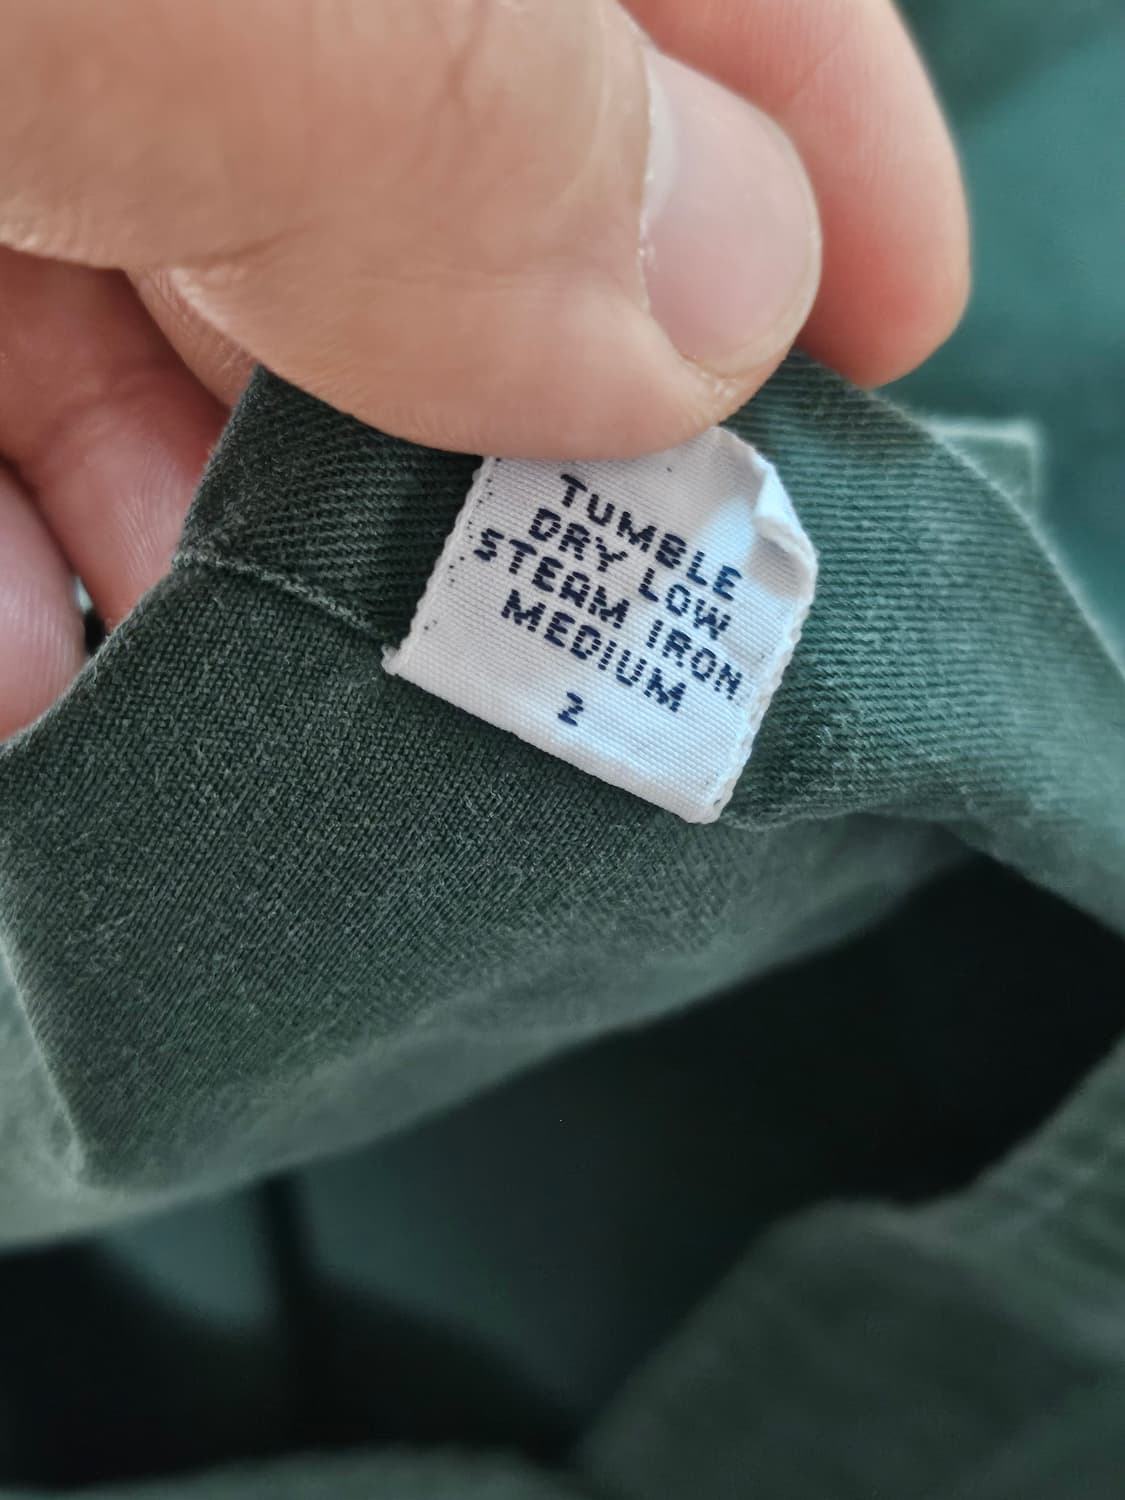 TUMBLE
DRY LOW
STEAM IRON
MEDIUM
2